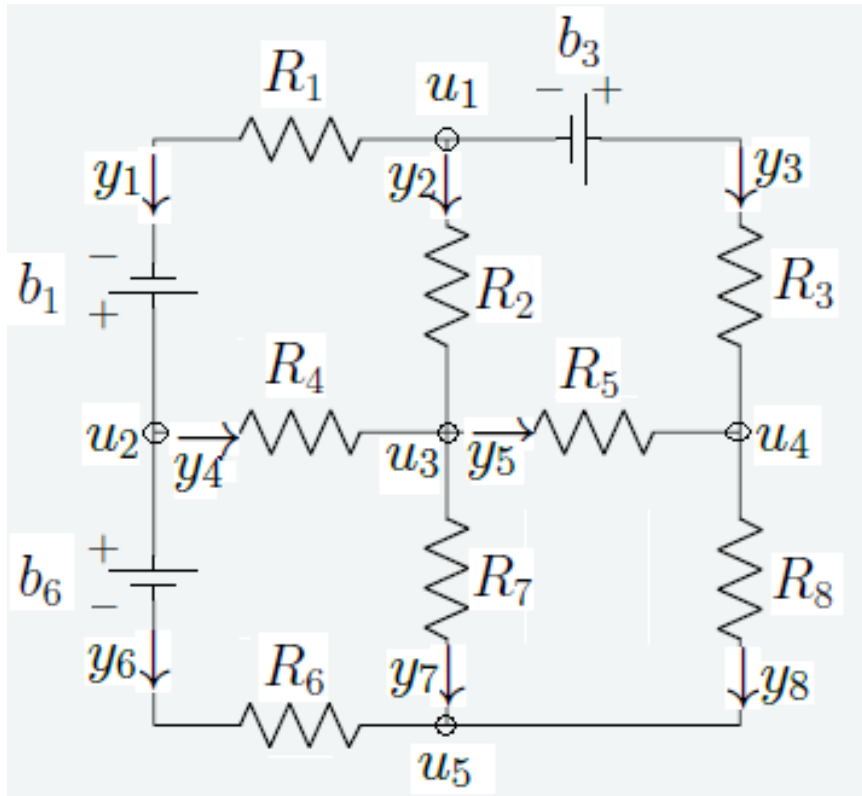 b₃
R₁ u₁ − +
y₁ y₂ y₃
−
b₁ R₂ R₃
+
R₄ R₅
u₂ y₄ u₃ y₅ u₄
+
b₆ R₇ R₈
−
y₆ R₆ y₇ y₈
u₅